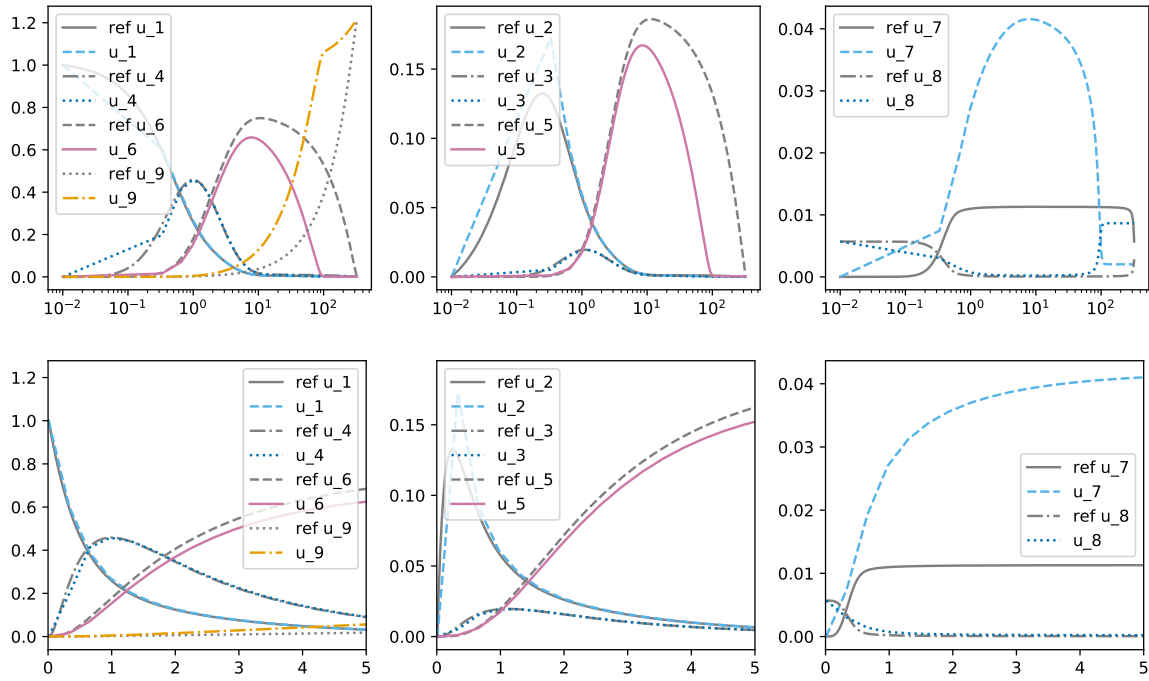 1.2
1.0
0.8
0.6
0.4
0.2
0.0
ref u_1
u_1
ref u_4
u_4
ref u_6
u_6
ref u_9
u_9
10⁻² 10⁻¹ 10⁰ 10¹ 10²
0.15
0.10
0.05
0.00
ref u_2
u_2
ref u_3
u_3
ref u_5
u_5
10⁻² 10⁻¹ 10⁰ 10¹ 10²
0.04
0.03
0.02
0.01
0.00
ref u_7
u_7
ref u_8
u_8
10⁻² 10⁻¹ 10⁰ 10¹ 10²
1.2
1.0
0.8
0.6
0.4
0.2
0.0
ref u_1
u_1
ref u_4
u_4
ref u_6
u_6
ref u_9
u_9
0 1 2 3 4 5
0.15
0.10
0.05
0.00
ref u_2
u_2
ref u_3
u_3
ref u_5
u_5
0 1 2 3 4 5
0.04
0.03
0.02
0.01
0.00
ref u_7
u_7
ref u_8
u_8
0 1 2 3 4 5